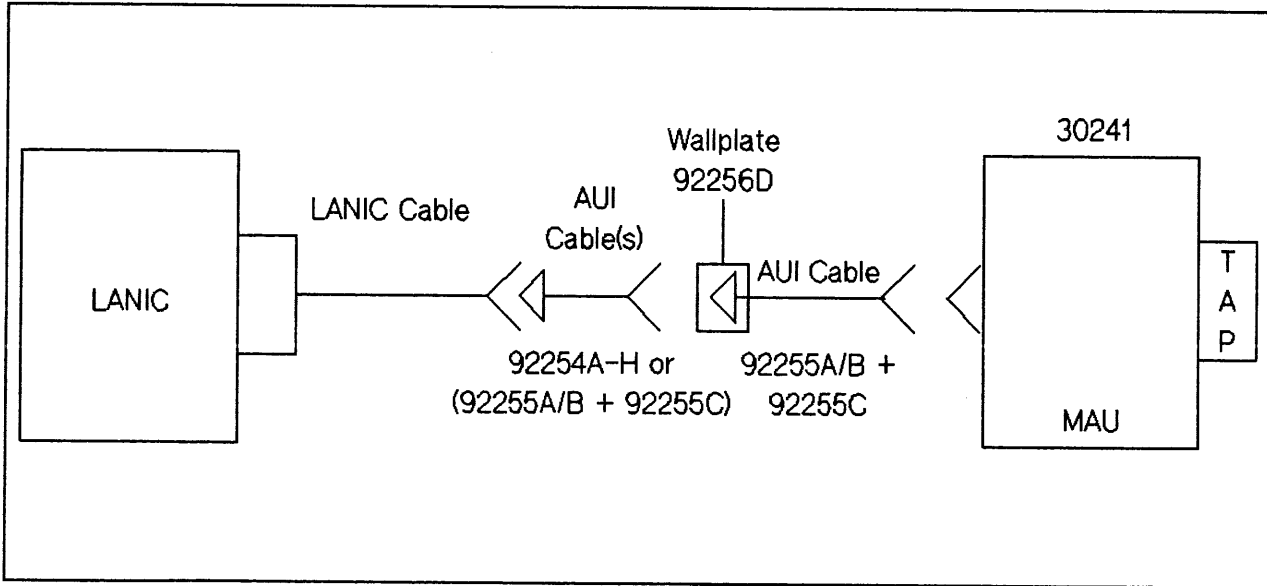 30241
Wallplate
92256D
LANIC Cable
AUI
Cable(s)
AUI Cable
LANIC
T
A
P
92254A-H or
(92255A/B + 92255C)
92255A/B +
92255C
MAU